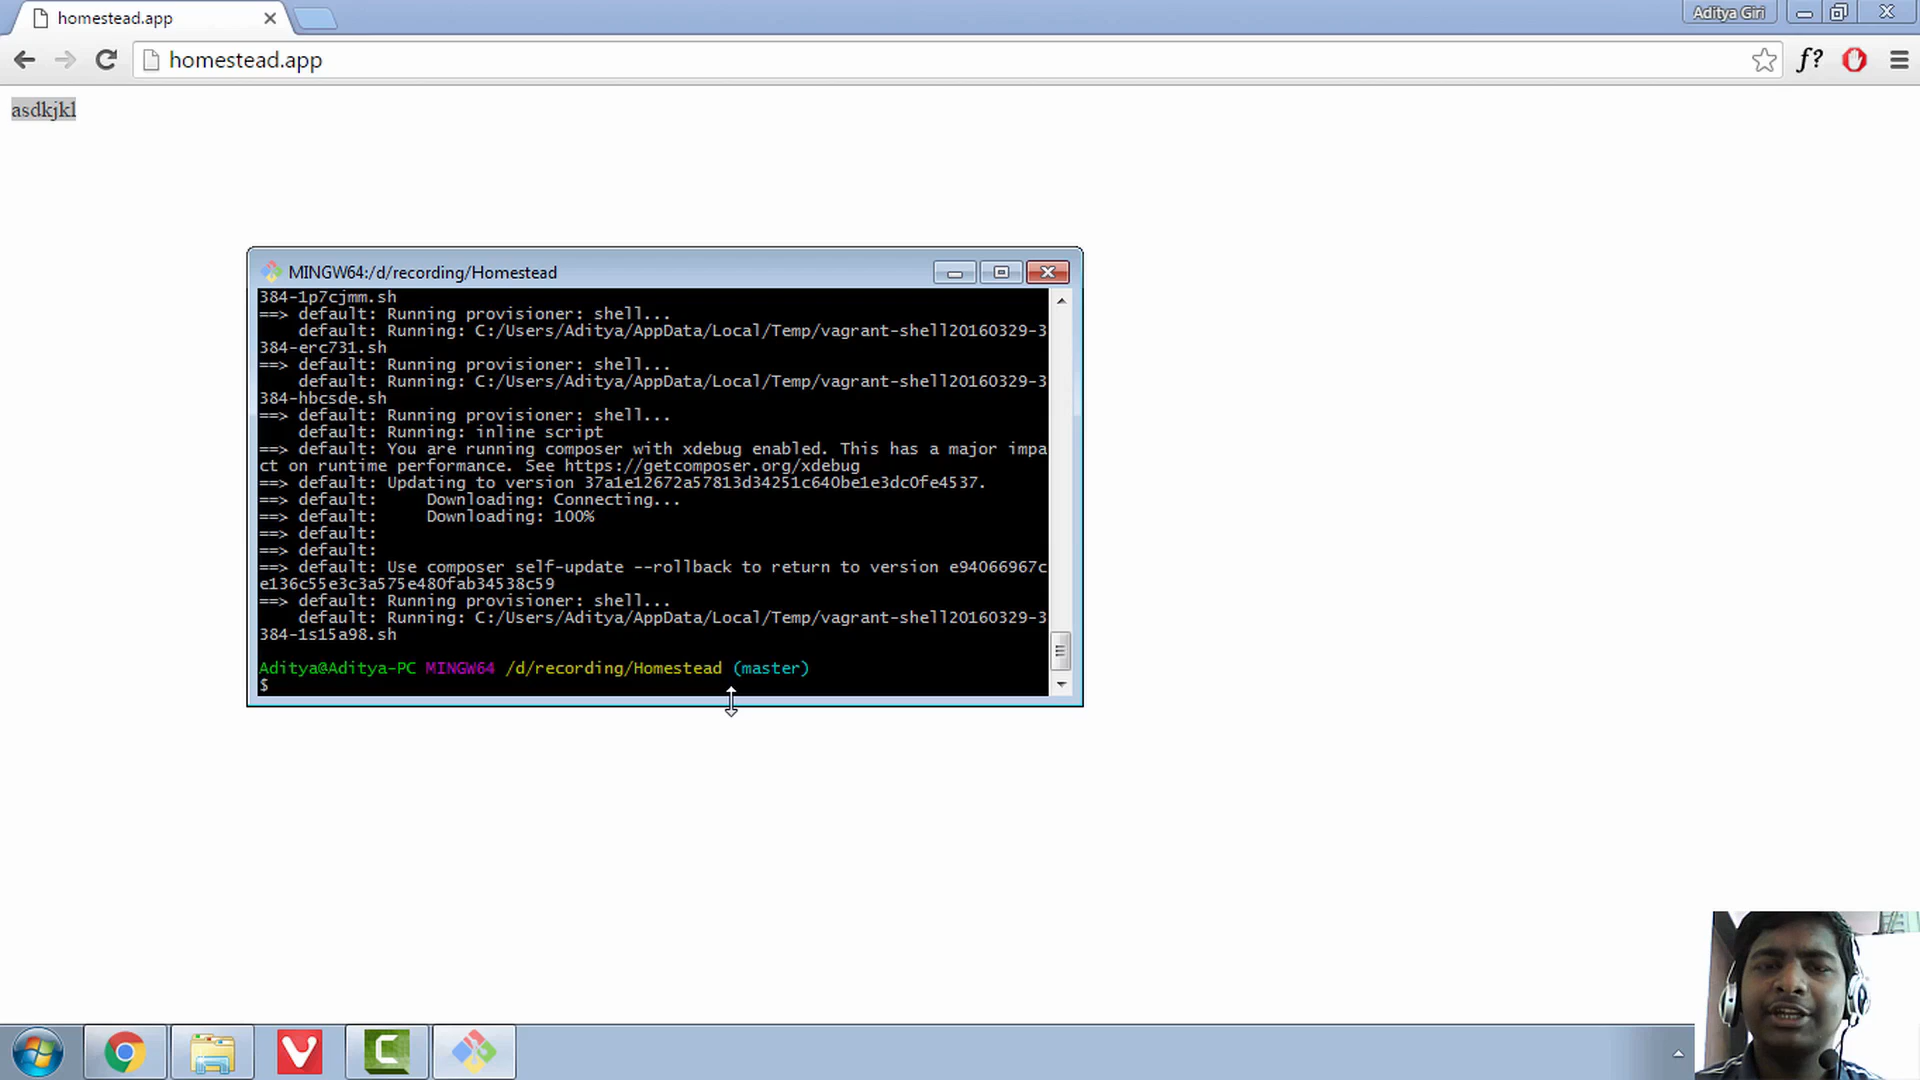 homestead.app
Aditya Giri
homestead.app
f?
asdkjkl
MINGW64:/d/recording/Homestead
384-1p7cjmm.sh
==> default: Running provisioner: shell...
default: Running: C:/Users/Aditya/AppData/Local/Temp/vagrant-shell20160329-3
384-erc731.sh
==> default: Running provisioner: shell...
default: Running: C:/Users/Aditya/AppData/Local/Temp/vagrant-shell20160329-3
384-hbcsde.sh
==> default: Running provisioner: shell...
default: Running: inline script
==> default: You are running composer with xdebug enabled. This has a major impa
ct on runtime performance. See https://getcomposer.org/xdebug
==> default: Updating to version 37a1e12672a57813d34251c640be1e3dc0fe4537.
==> default:     Downloading: Connecting...
==> default:     Downloading: 100%
==> default:
==> default:
==> default: Use composer self-update --rollback to return to version e94066967c
e136c55e3c3a575e480fab34538c59
==> default: Running provisioner: shell...
default: Running: C:/Users/Aditya/AppData/Local/Temp/vagrant-shell20160329-3
384-1s15a98.sh
Aditya@Aditya-PC MINGW64 /d/recording/Homestead (master)
$